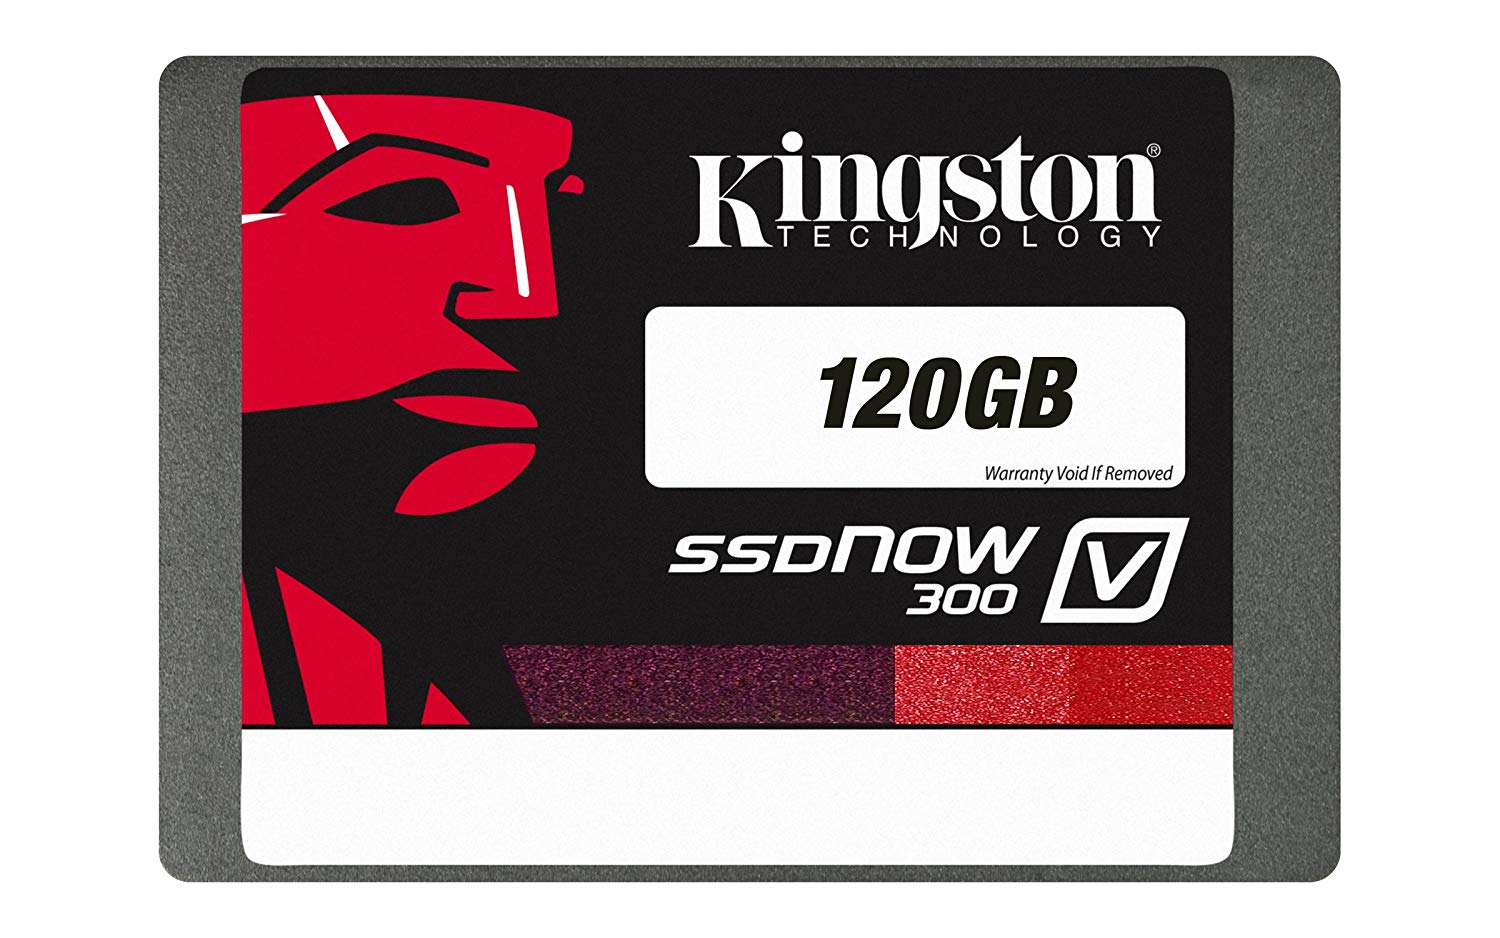 Kingston®
TECHNOLOGY
120GB
Warranty Void If Removed
SSDNOW
300
V